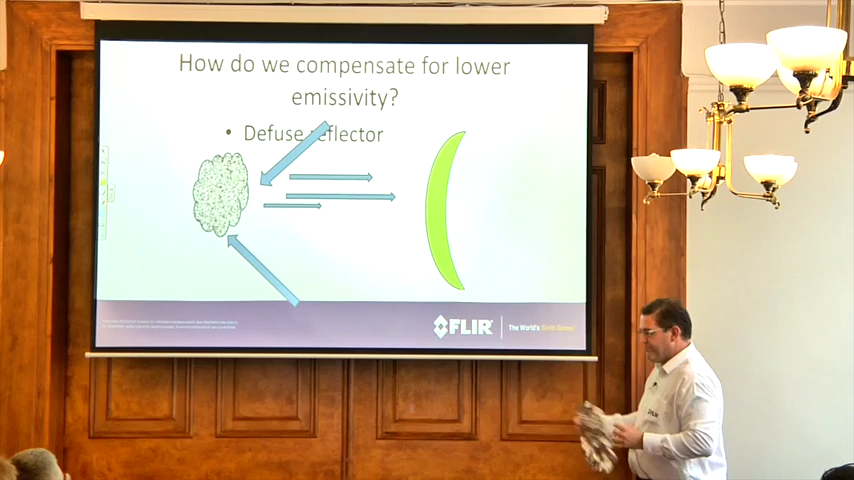 How do we compensate for lower
emissivity?
• Defuse reflector
FLIR
The World's Sixth Sense